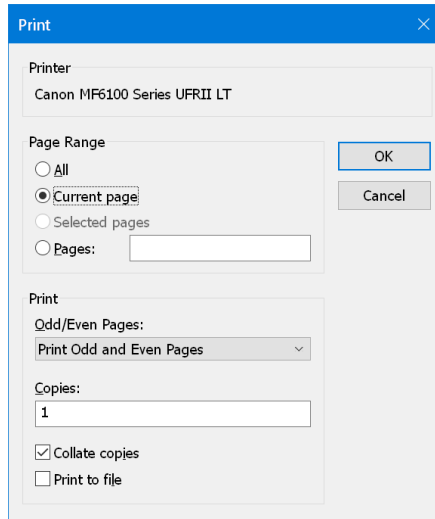 Print
Printer
Canon MF6100 Series UFRII LT
Page Range
All
Current page
Selected pages
Pages:
OK
Cancel
Print
Odd/Even Pages:
Print Odd and Even Pages
Copies:
1
Collate copies
Print to file